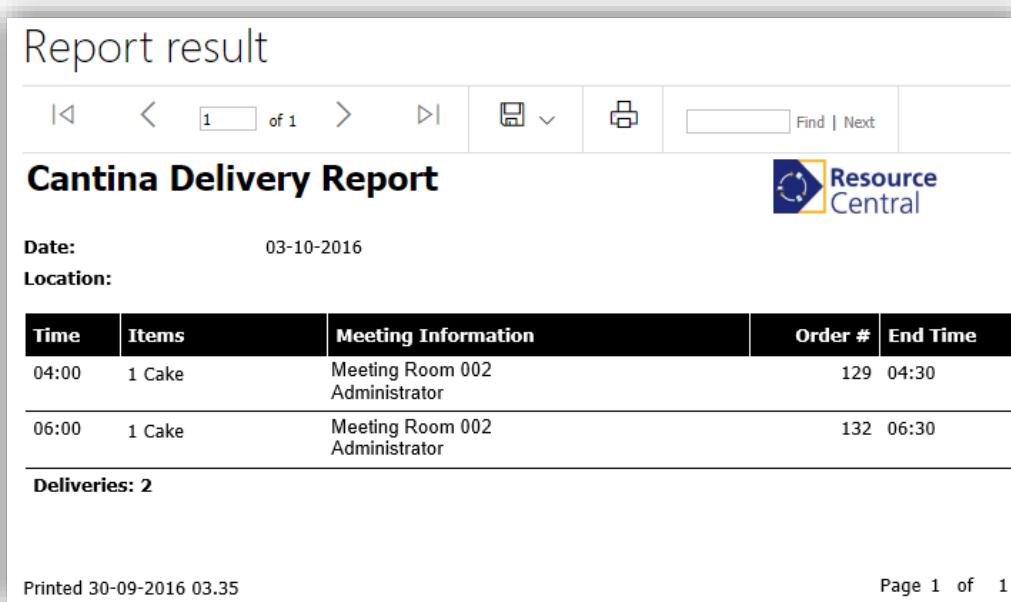 Report result
1 of 1 Find | Next
Cantina Delivery Report
Resource
Central
Date: 03-10-2016
Location:
Time Items Meeting Information Order # End Time
04:00 1 Cake Meeting Room 002 129 04:30
Administrator
06:00 1 Cake Meeting Room 002 132 06:30
Administrator
Deliveries: 2
Printed 30-09-2016 03.35 Page 1 of 1